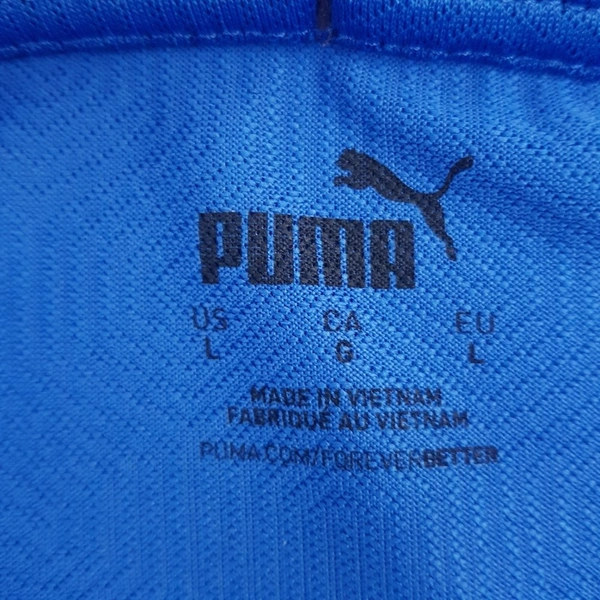 PUMA
US CA EU
L G L
MADE IN VIETNAM
FABRIQUÉ AU VIETNAM
PUMA.COM/FOREVERBETTER